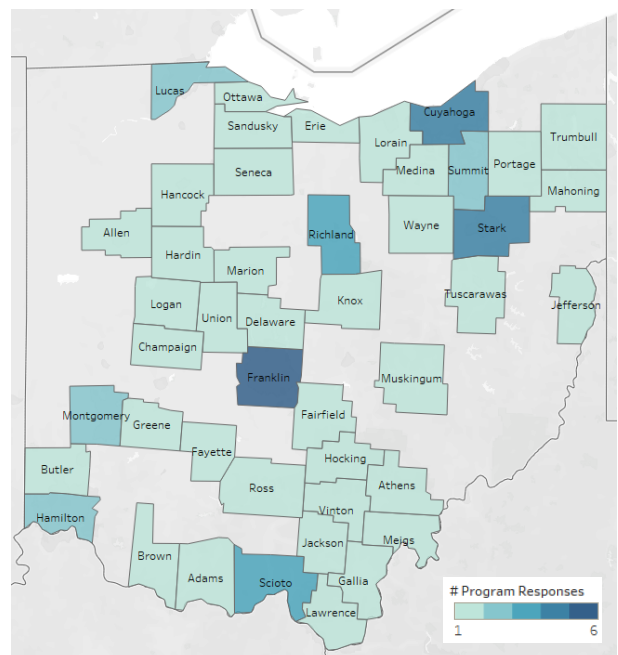 Lucas
Ottawa
Cuyahoga
Sandusky
Erie
Lorain
Trumbull
Medina
Summit
Portage
Seneca
Hancock
Mahoning
Allen
Richland
Wayne
Stark
Hardin
Marion
Knox
Tuscarawas
Jefferson
Logan
Union
Delaware
Champaign
Franklin
Muskingum
Montgomery
Greene
Fairfield
Fayette
Hocking
Butler
Ross
Athens
Vinton
Hamilton
Jackson
Meigs
Brown
Adams
Scioto
Gallia
Lawrence
# Program Responses
1 6